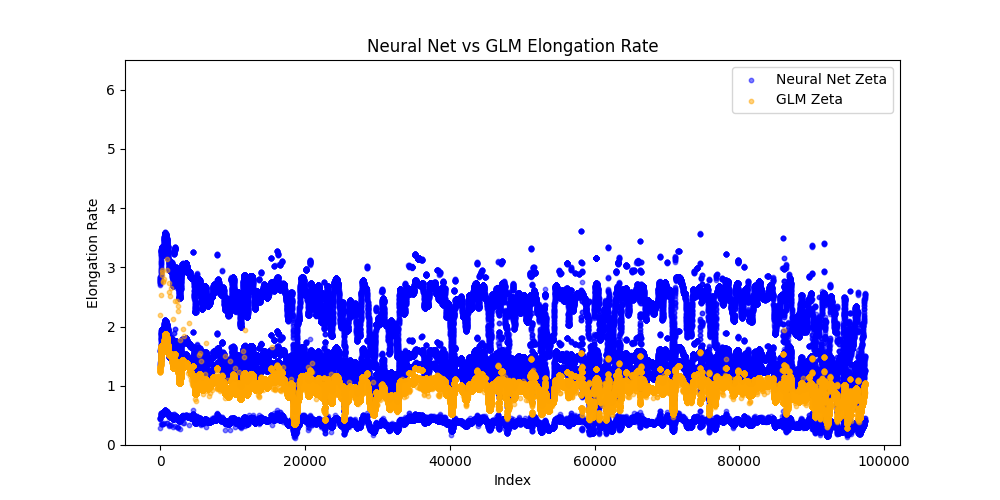 Neural Net vs GLM Elongation Rate
Neural Net Zeta
GLM Zeta
Elongation Rate
6
5
4
3
2
1
0
0 20000 40000 60000 80000 100000
Index